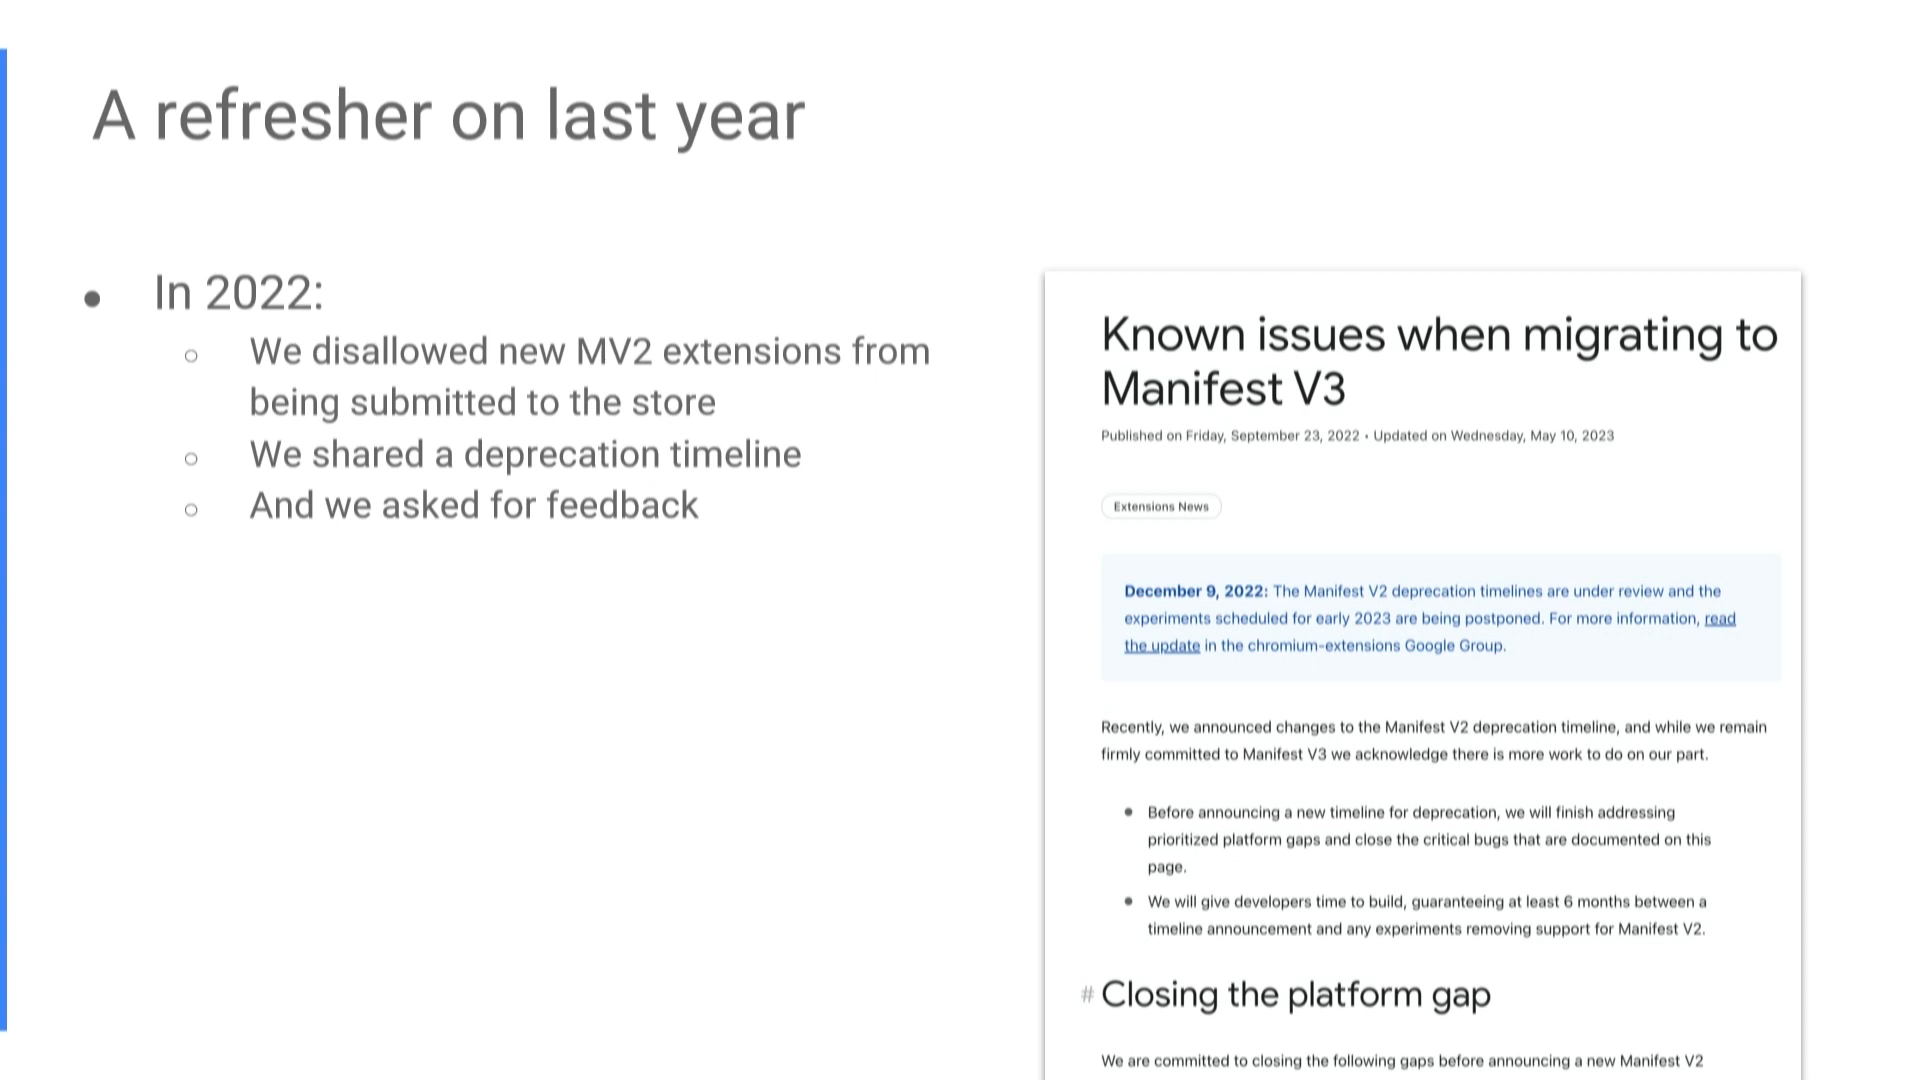 A refresher on last year
● In 2022:
○ We disallowed new MV2 extensions from
being submitted to the store
○ We shared a deprecation timeline
○ And we asked for feedback
Known issues when migrating to
Manifest V3
Published on Friday, September 23, 2022 • Updated on Wednesday, May 10, 2023
Extensions News
December 9, 2022: The Manifest V2 deprecation timelines are under review and the
experiments scheduled for early 2023 are being postponed. For more information, read
the update in the chromium-extensions Google Group.
Recently, we announced changes to the Manifest V2 deprecation timeline, and while we remain
firmly committed to Manifest V3 we acknowledge there is more work to do on our part.
● Before announcing a new timeline for deprecation, we will finish addressing
prioritized platform gaps and close the critical bugs that are documented on this
page.
● We will give developers time to build, guaranteeing at least 6 months between a
timeline announcement and any experiments removing support for Manifest V2.
# Closing the platform gap
We are committed to closing the following gaps before announcing a new Manifest V2